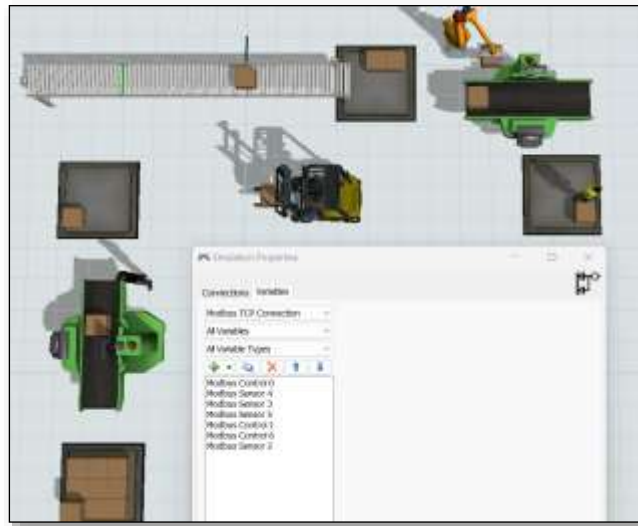 Emulation Properties
Connections Variables
Modbus TCP Connection
All Variables
All Variable Types
Modbus Control 0
Modbus Sensor 4
Modbus Sensor 3
Modbus Sensor 5
Modbus Control 1
Modbus Control 6
Modbus Sensor 2